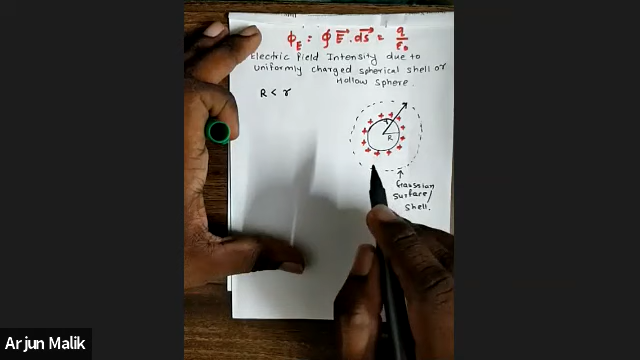 ϕE = ∮ E⃗ . ds⃗ = q/ε₀
Electric Field Intensity due to
uniformly charged spherical shell or
Hollow Sphere.
R < r
+ + + + + + + + + + + +
r
R
Gaussian
Surface/
Shell.
Arjun Malik